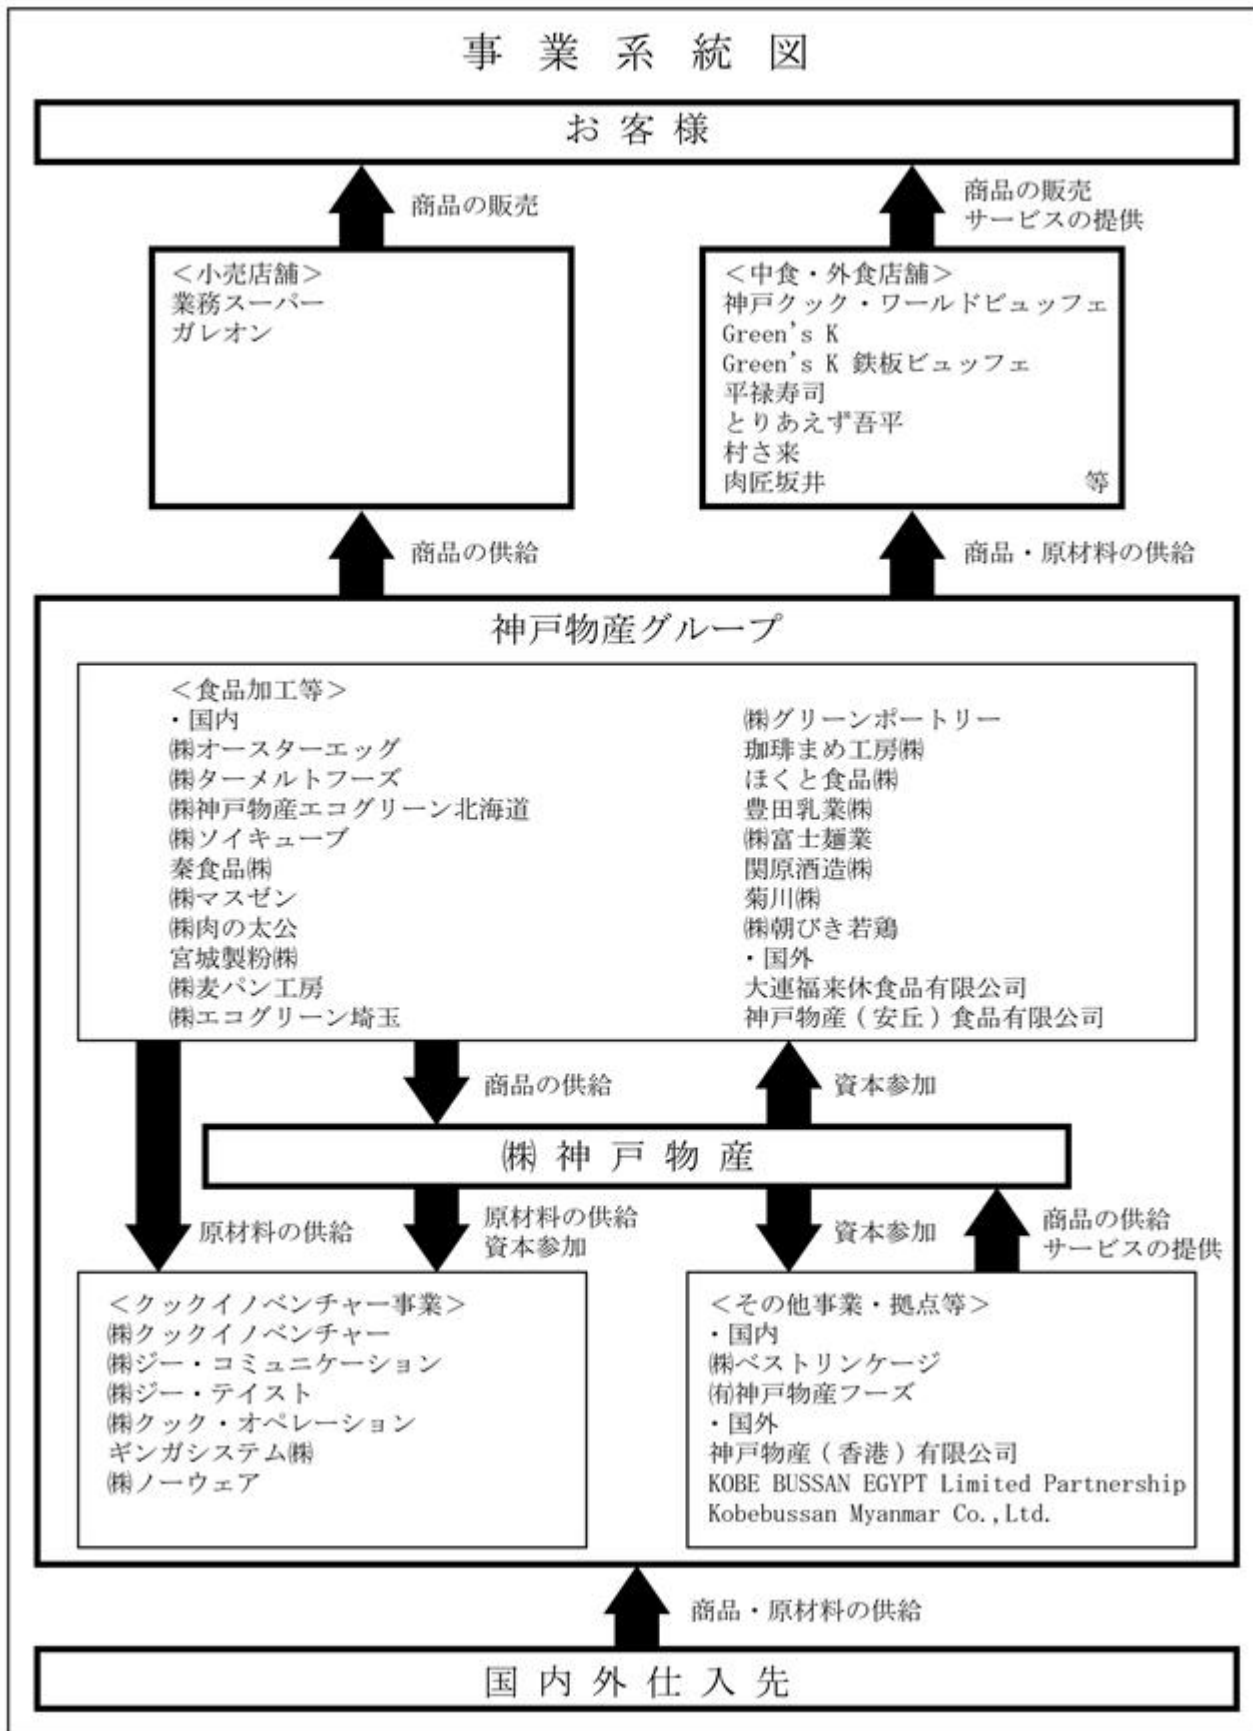 事業系統図
お客様
商品の販売
商品の販売
サービスの提供
＜小売店舗＞
業務スーパー
ガレオン
＜中食・外食店舗＞
神戸クック・ワールドビュッフェ
Green's K
Green's K 鉄板ビュッフェ
平禄寿司
とりあえず吾平
村さ来
肉匠坂井 等
商品の供給
商品・原材料の供給
神戸物産グループ
＜食品加工等＞
・国内
㈱オースターエッグ
㈱ターメルトフーズ
㈱神戸物産エコグリーン北海道
㈱ソイキューブ
秦食品㈱
㈱マスゼン
㈱肉の太公
宮城製粉㈱
㈱麦パン工房
㈱エコグリーン埼玉
㈱グリーンポートリー
珈琲まめ工房㈱
ほくと食品㈱
豊田乳業㈱
㈱富士麺業
関原酒造㈱
菊川㈱
㈱朝びき若鶏
・国外
大連福来休食品有限公司
神戸物産（安丘）食品有限公司
商品の供給
資本参加
㈱神戸物産
原材料の供給
原材料の供給
資本参加
資本参加
商品の供給
サービスの提供
＜クックイノベンチャー事業＞
㈱クックイノベンチャー
㈱ジー・コミュニケーション
㈱ジー・テイスト
㈱クック・オペレーション
ギンガシステム㈱
㈱ノーウェア
＜その他事業・拠点等＞
・国内
㈱ベストリンケージ
㈲神戸物産フーズ
・国外
神戸物産（香港）有限公司
KOBE BUSSAN EGYPT Limited Partnership
Kobebussan Myanmar Co.,Ltd.
商品・原材料の供給
国内外仕入先